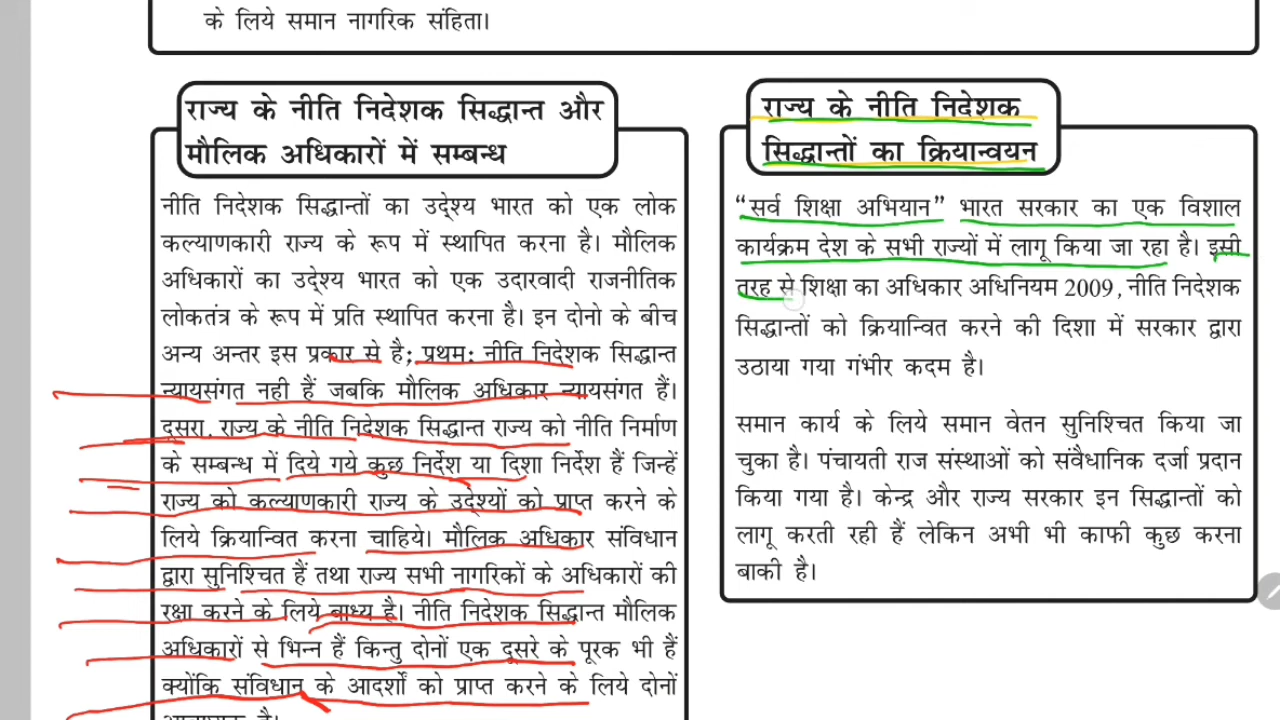 के लिये समान नागरिक संहिता।
राज्य के नीति निदेशक सिद्धान्त और
मौलिक अधिकारों में सम्बन्ध
नीति निदेशक सिद्धान्तों का उद्देश्य भारत को एक लोक
कल्याणकारी राज्य के रूप में स्थापित करना है। मौलिक
अधिकारों का उद्देश्य भारत को एक उदारवादी राजनीतिक
लोकतंत्र के रूप में प्रति स्थापित करना है। इन दोनो के बीच
अन्य अन्तर इस प्रकार से है; प्रथमः नीति निदेशक सिद्धान्त
न्यायसंगत नही हैं जबकि मौलिक अधिकार न्यायसंगत हैं।
दूसरा, राज्य के नीति निदेशक सिद्धान्त राज्य को नीति निर्माण
के सम्बन्ध में दिये गये कुछ निर्देश या दिशा निर्देश हैं जिन्हें
राज्य को कल्याणकारी राज्य के उद्देश्यों को प्राप्त करने के
लिये क्रियान्वित करना चाहिये। मौलिक अधिकार संविधान
द्वारा सुनिश्चित हैं तथा राज्य सभी नागरिकों के अधिकारों की
रक्षा करने के लिये बाध्य है। नीति निदेशक सिद्धान्त मौलिक
अधिकारों से भिन्न हैं किन्तु दोनों एक दूसरे के पूरक भी हैं
क्योंकि संविधान के आदर्शों को प्राप्त करने के लिये दोनों
राज्य के नीति निदेशक
सिद्धान्तों का क्रियान्वयन
“सर्व शिक्षा अभियान” भारत सरकार का एक विशाल
कार्यक्रम देश के सभी राज्यों में लागू किया जा रहा है। इसी
तरह से शिक्षा का अधिकार अधिनियम 2009, नीति निदेशक
सिद्धान्तों को क्रियान्वित करने की दिशा में सरकार द्वारा
उठाया गया गंभीर कदम है।
समान कार्य के लिये समान वेतन सुनिश्चित किया जा
चुका है। पंचायती राज संस्थाओं को संवैधानिक दर्जा प्रदान
किया गया है। केन्द्र और राज्य सरकार इन सिद्धान्तों को
लागू करती रही हैं लेकिन अभी भी काफी कुछ करना
बाकी है।